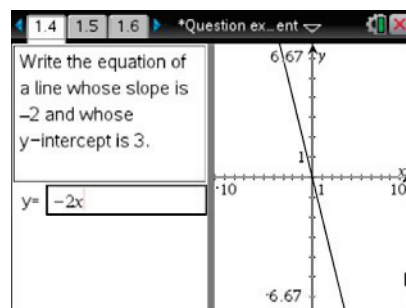 1.4 1.5 1.6 *Question ex…ent
Write the equation of
a line whose slope is
–2 and whose
y–intercept is 3.
y= −2x
6.67 y
1
x
-10 1 10
-6.67